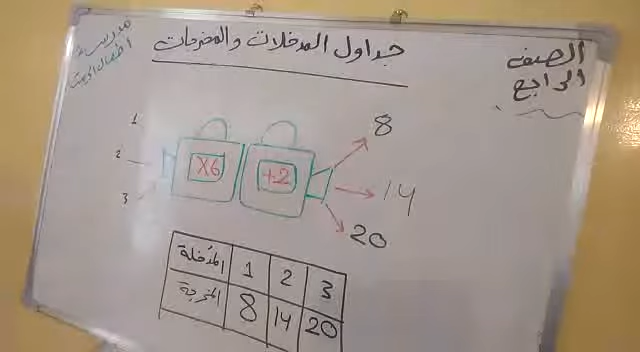 الصف
الرابع
جداول المدخلات والمخرجات
مدرسة
1
2
3
×6
+2
8
14
20
المدخلة 1 2 3
المخرجة 8 14 20